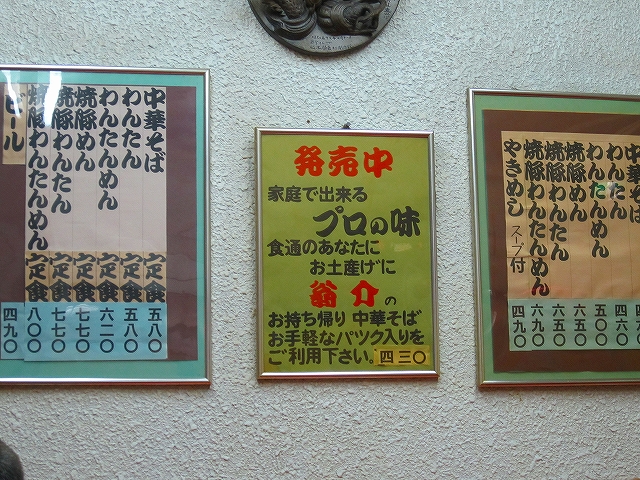 中華そば 定食 五八〇
わんたん 定食 五八〇
わんたんめん 定食 六二〇
焼豚めん 定食 七七〇
焼豚わんたん 定食 七七〇
焼豚わんたんめん 定食 八〇〇
ビール 四九〇
発売中
家庭で出来る
プロの味
食通のあなたに
お土産げに
翁介の
お持ち帰り 中華そば
お手軽なパック入りを
ご利用下さい。四三〇
中華そば
わんたん 四六〇
わんたんめん 五〇〇
焼豚めん 六五〇
焼豚わんたん 六五〇
焼豚わんたんめん 六九〇
やきめし スープ付 四九〇